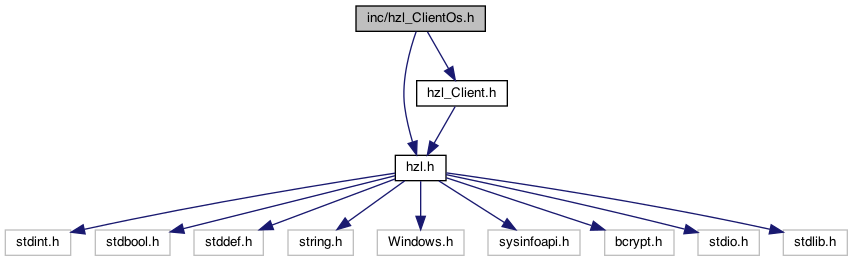 inc/hzl_ClientOs.h
hzl_Client.h
hzl.h
stdint.h
stdbool.h
stddef.h
string.h
Windows.h
sysinfoapi.h
bcrypt.h
stdio.h
stdlib.h